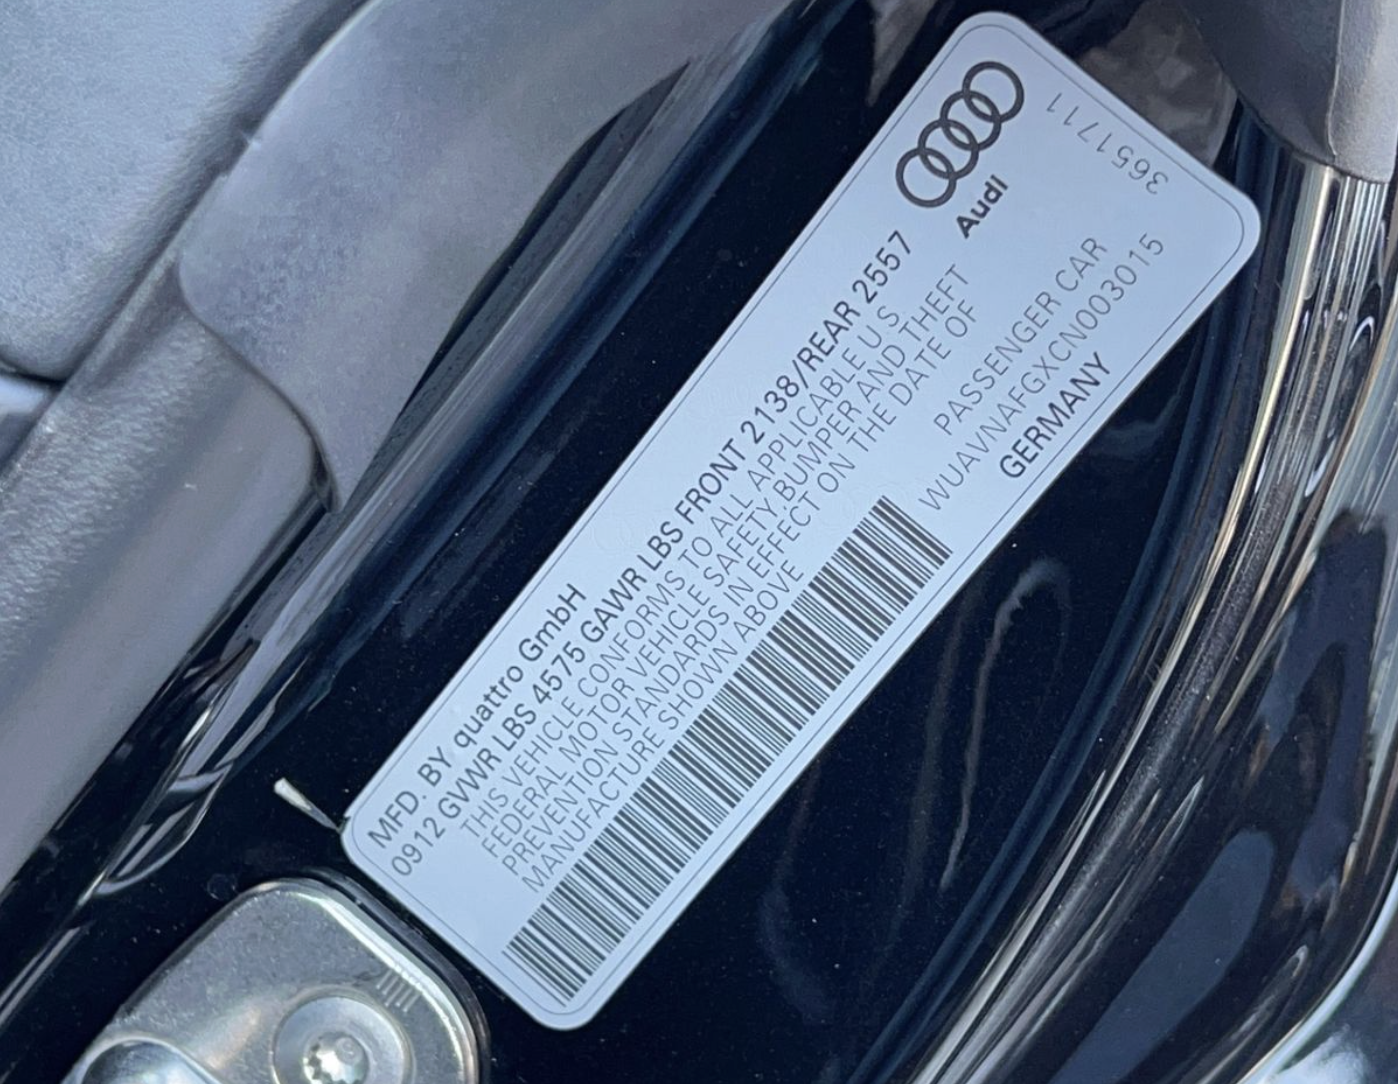 MFD. BY quattro GmbH
0912 GVWR LBS 4575 GAWR LBS FRONT 2138/REAR 2557
THIS VEHICLE CONFORMS TO ALL APPLICABLE U S.
FEDERAL MOTOR VEHICLE SAFETY BUMPER AND THEFT
PREVENTION STANDARDS IN EFFECT ON THE DATE OF
MANUFACTURE SHOWN ABOVE
Audi
3651711
PASSENGER CAR
WUAVNAFGXCN003015
GERMANY